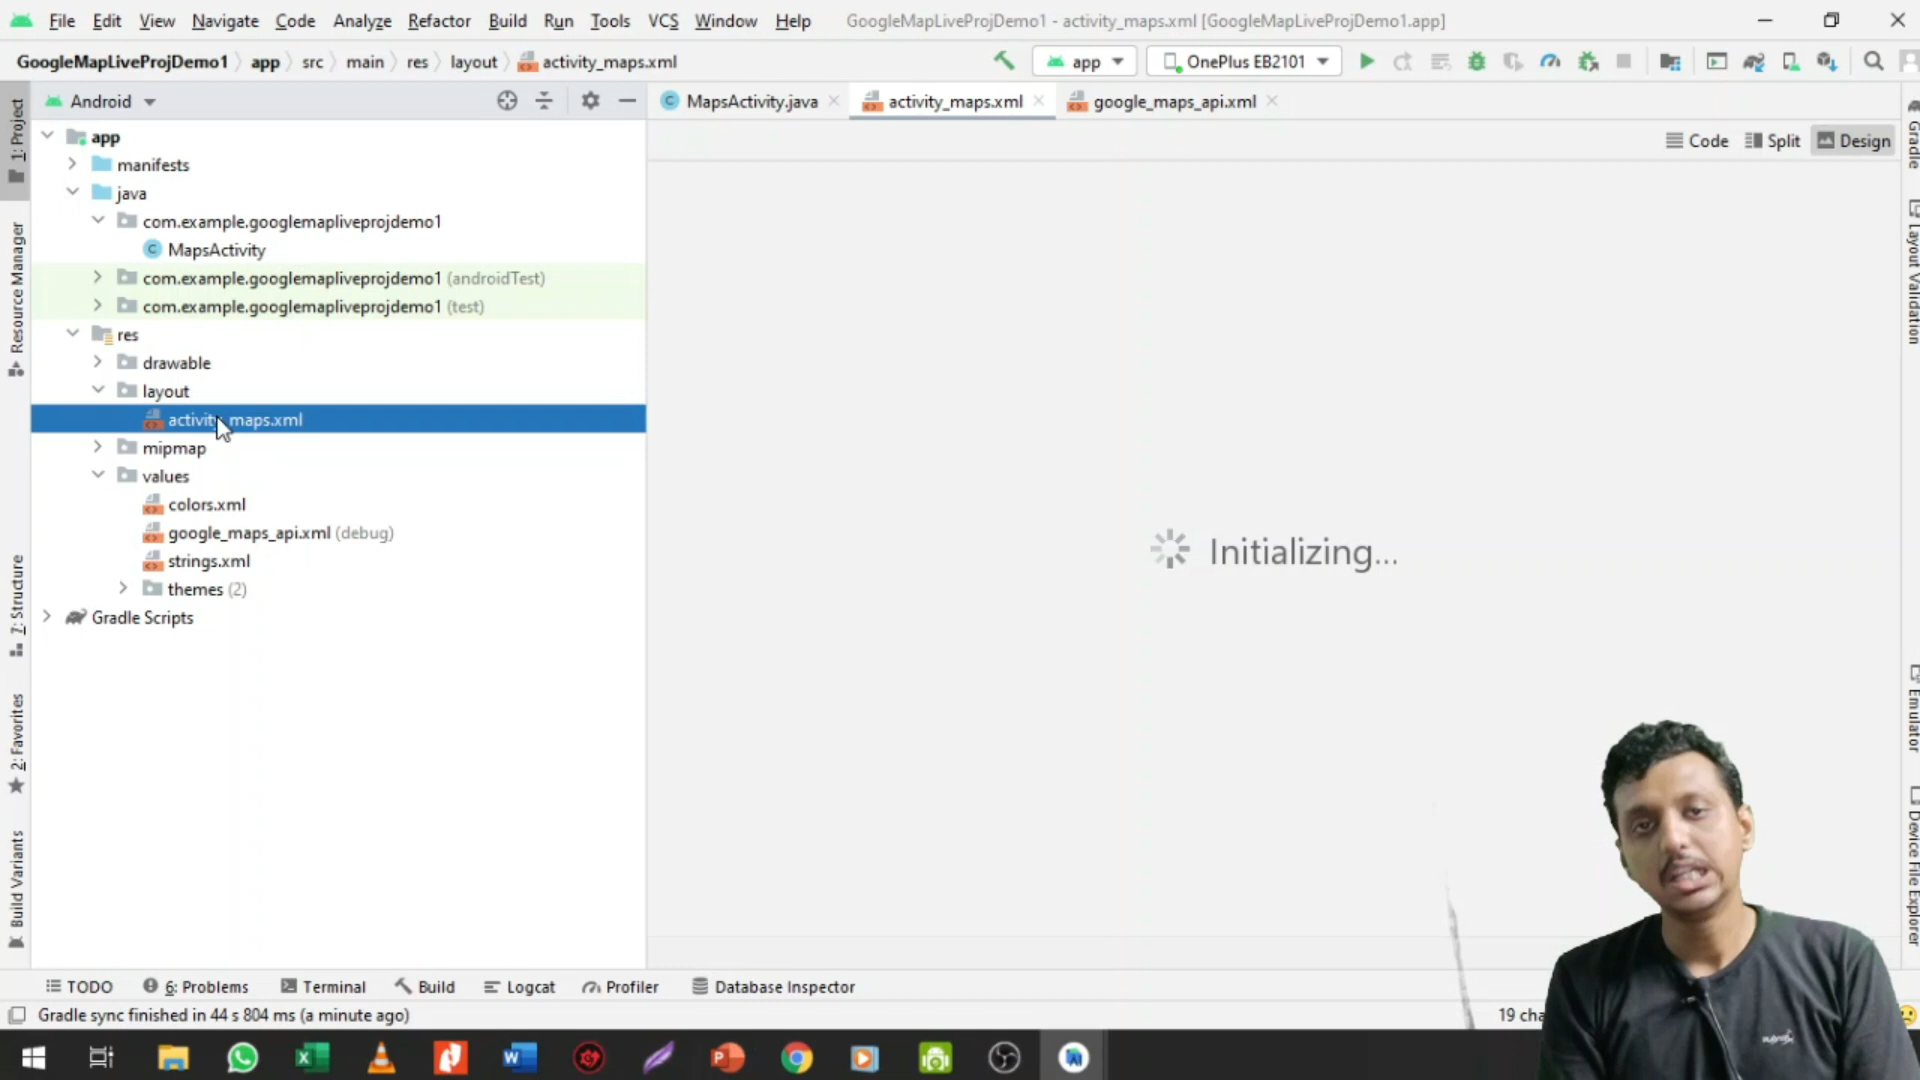 File Edit View Navigate Code Analyze Refactor Build Run Tools VCS Window Help GoogleMapLiveProjDemo1 - activity_maps.xml [GoogleMapLiveProjDemo1.app]
GoogleMapLiveProjDemo1 app src main res layout activity_maps.xml app OnePlus EB2101
Android MapsActivity.java activity_maps.xml google_maps_api.xml
Code Split Design
app
manifests
java
com.example.googlemapliveprojdemo1
MapsActivity
com.example.googlemapliveprojdemo1 (androidTest)
com.example.googlemapliveprojdemo1 (test)
res
drawable
layout
activity_maps.xml
mipmap
values
colors.xml
google_maps_api.xml (debug)
strings.xml
themes (2)
Gradle Scripts
Initializing...
1: Project
Resource Manager
7: Structure
2: Favorites
Build Variants
Gradle
Layout Validation
Emulator
Device File Explorer
TODO 6: Problems Terminal Build Logcat Profiler Database Inspector
Gradle sync finished in 44 s 804 ms (a minute ago) 19